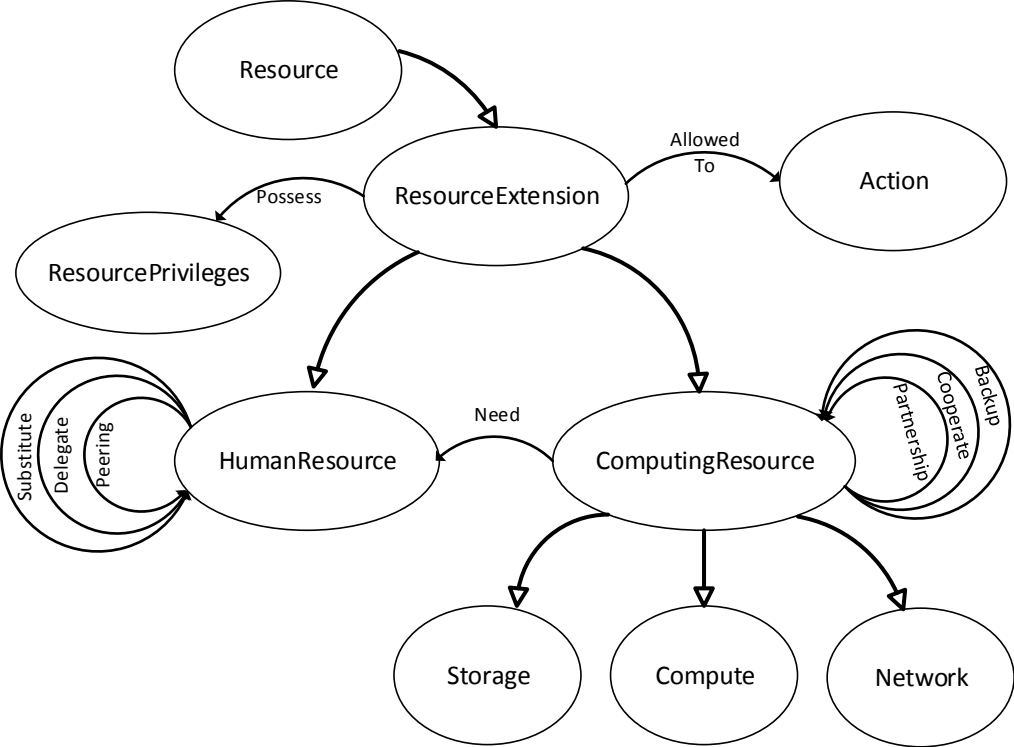 Resource
Allowed
To
Action
ResourceExtension
Possess
ResourcePrivileges
Substitute
Delegate
Peering
HumanResource
Need
ComputingResource
Partnership
Cooperate
Backup
Storage
Compute
Network